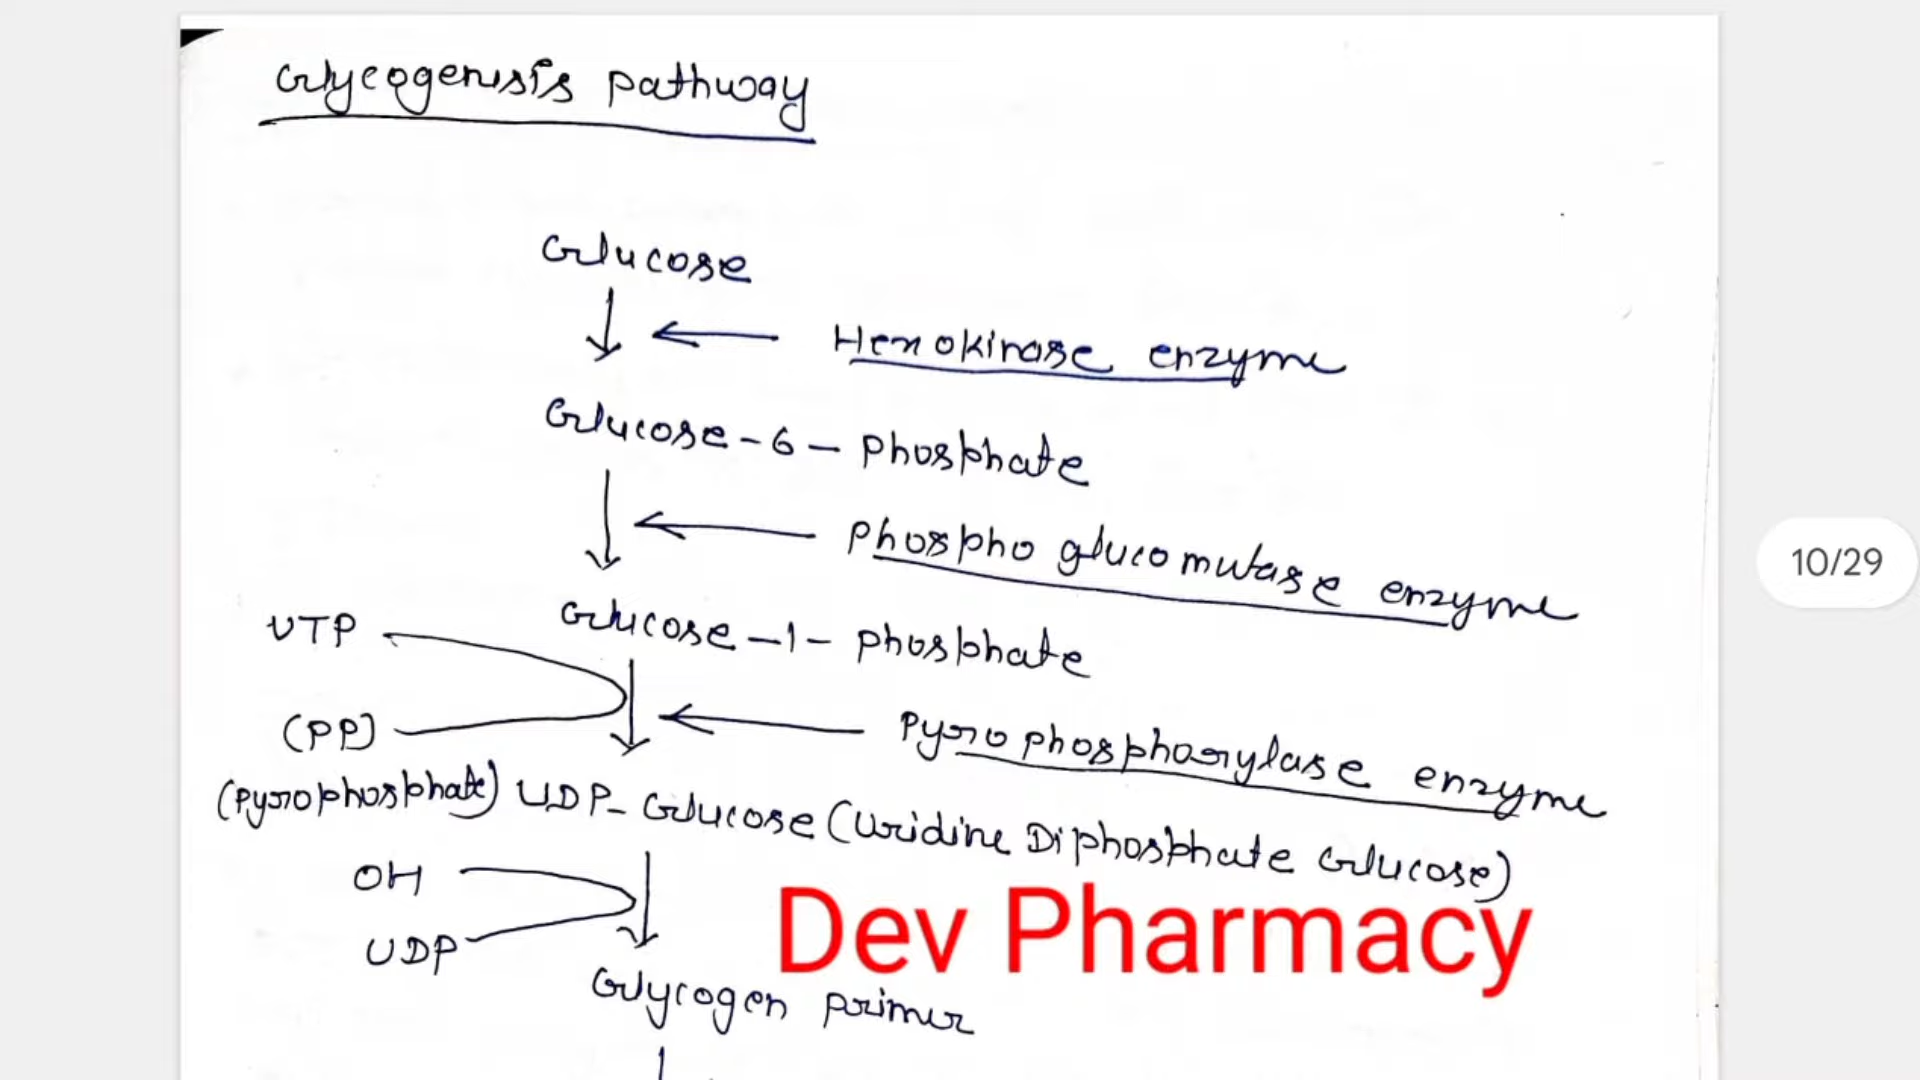 Glycogenisis pathway
Glucose
Hexokinase enzyme
Glucose-6-phosphate
Phospho glucomutase enzyme
Glucose-1-phosphate
UTP
(PP)
Pyrophosphorylase enzyme
(Pyrophosphate) UDP-Glucose (Uridine Diphosphate Glucose)
OH
UDP
Glycogen primer
Dev Pharmacy
10/29